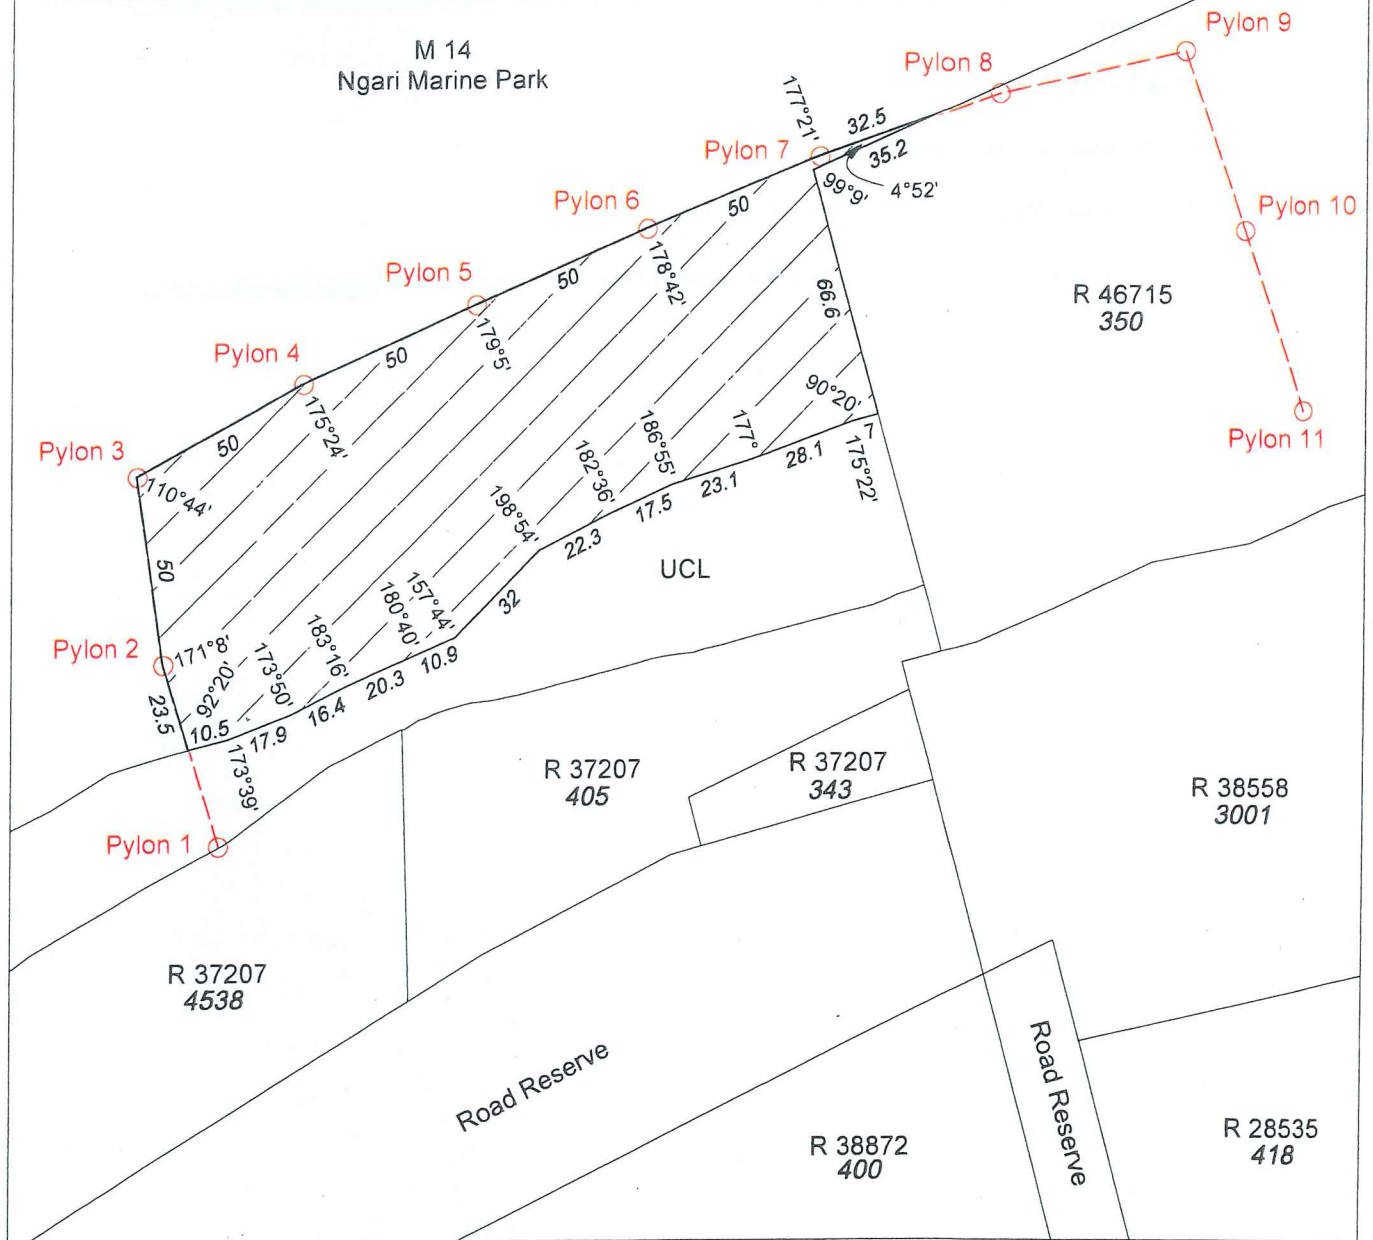 Pylon 9
M 14
Ngari Marine Park
Pylon 8
177°21'
32.5
Pylon 7
35.2
99°9'
4°52'
Pylon 6
50
Pylon 10
178°42'
Pylon 5
50
66.6
R 46715
350
179°5'
Pylon 4
50
90°20'
175°24'
Pylon 3
50
186°55'
177°
7
Pylon 11
182°36'
28.1
175°22'
110°44'
23.1
198°54'
17.5
22.3
50
UCL
157°44'
180°40'
32
183°16'
Pylon 2
171°8'
173°50'
10.9
92°20'
20.3
23.5
16.4
10.5
17.9
173°39'
R 37207
405
R 37207
343
R 38558
3001
Pylon 1
R 37207
4538
Road Reserve
Road Reserve
R 38872
400
R 28535
418